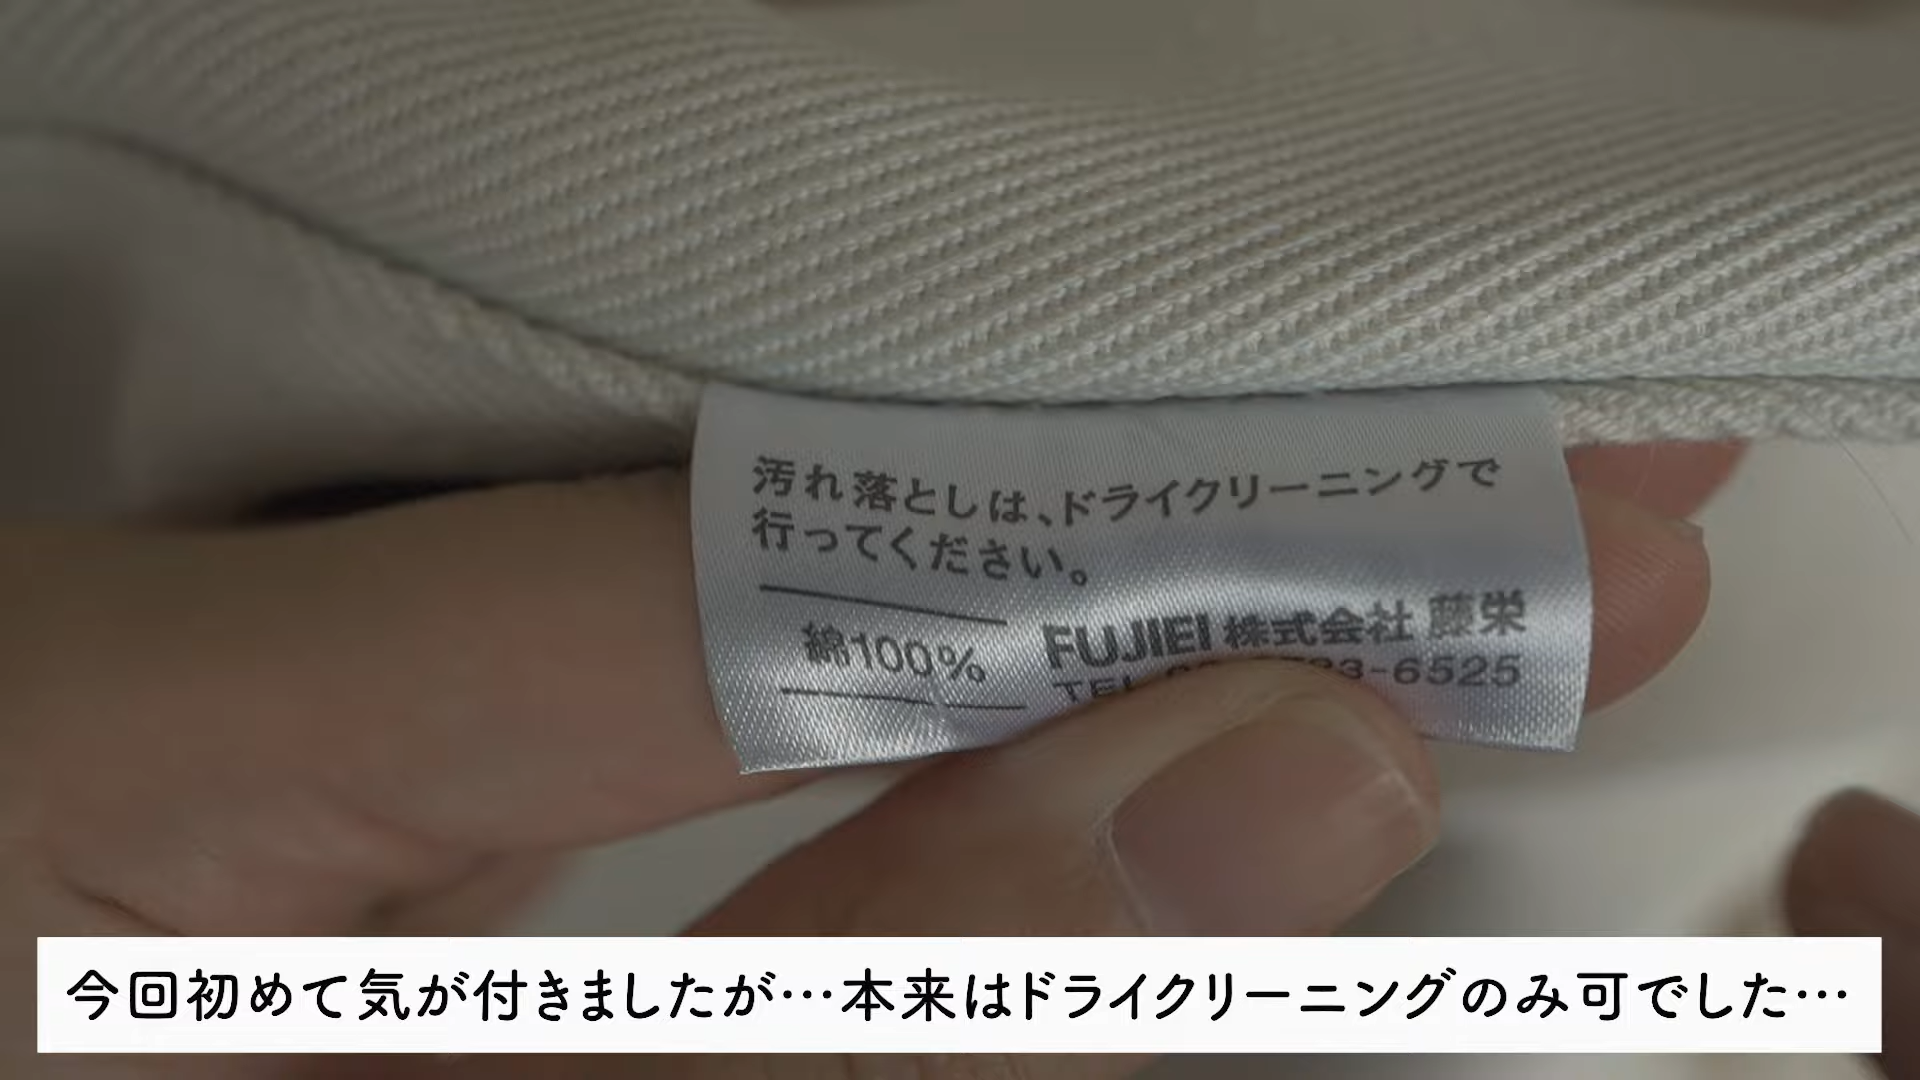 汚れ落としは、ドライクリーニングで
行ってください。
綿100%
FUJIEI 株式会社 藤栄
TEL 3-6525
今回初めて気が付きましたが…本来はドライクリーニングのみ可でした…